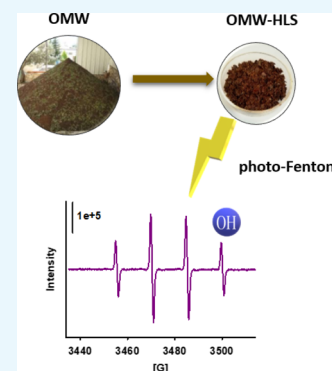 OMW
OMW-HLS
photo-Fenton
1e+5
OH
Intensity
3440 3460 3480 3500
[G]